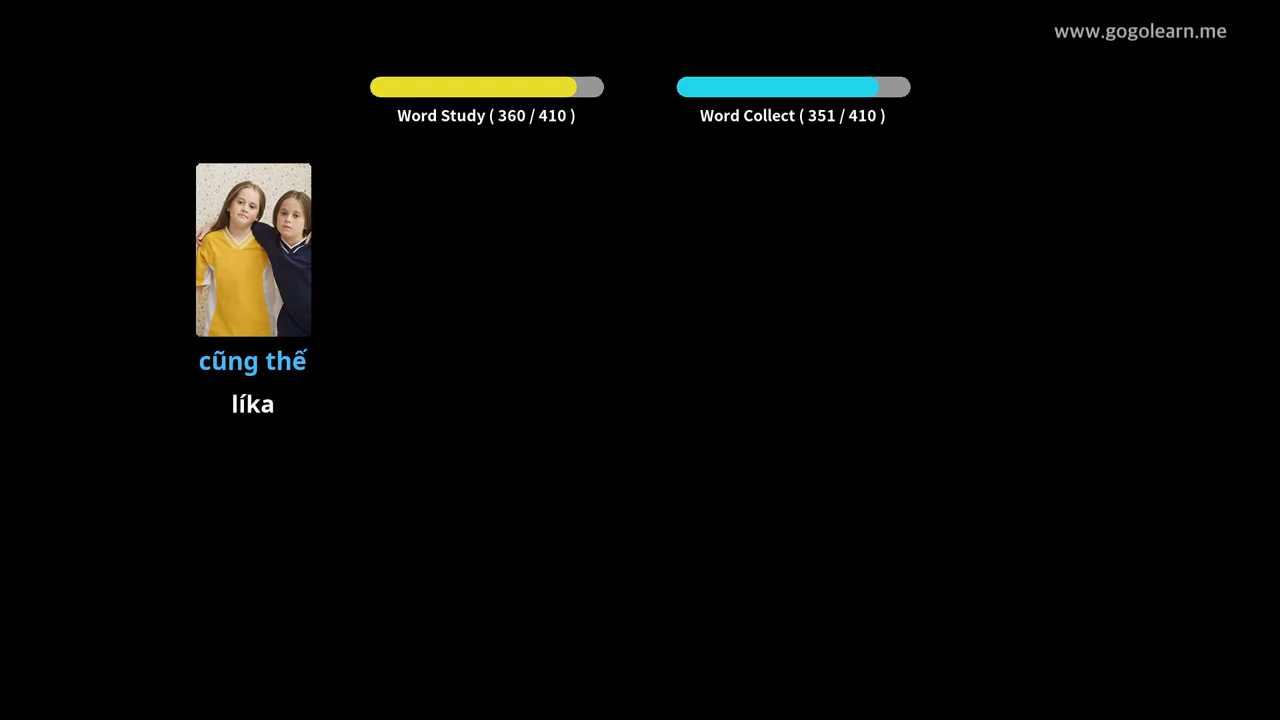 www.gogolearn.me
Word Study ( 360 / 410 )
Word Collect ( 351 / 410 )
cũng thế
líka